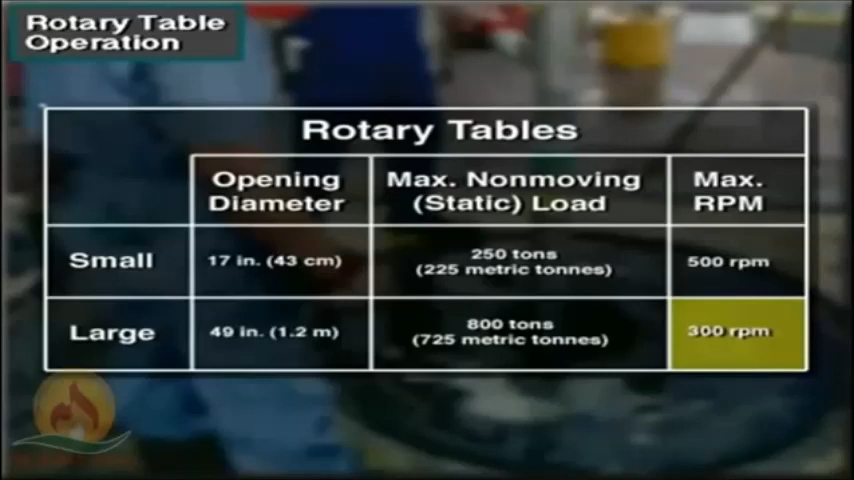 Rotary Table
Operation
Rotary Tables
Opening
Diameter
Max. Nonmoving
(Static) Load
Max.
RPM
Small
17 in. (43 cm)
250 tons
(225 metric tonnes)
500 rpm
Large
49 in. (1.2 m)
800 tons
(725 metric tonnes)
300 rpm